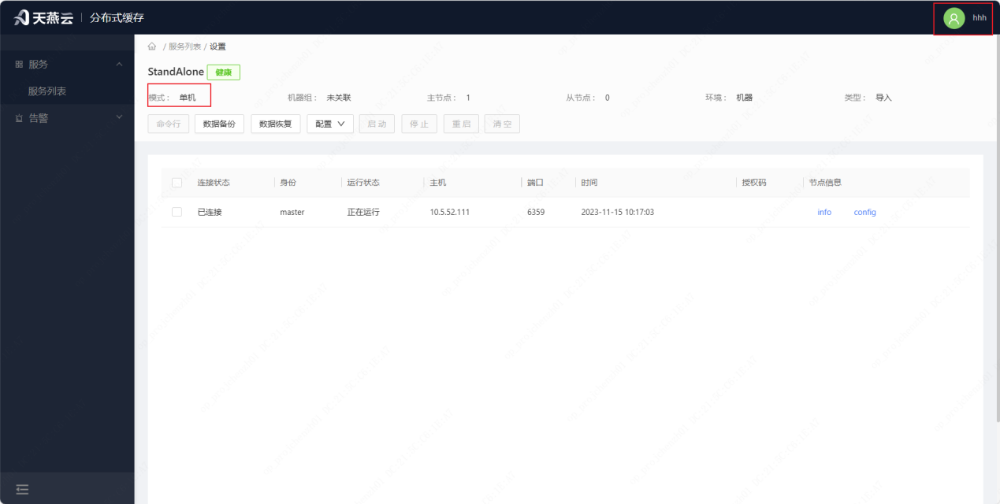 天燕云 分布式缓存 hhh
/ 服务列表 / 设置
服务
服务列表
告警
StandAlone 健康
模式： 单机 机器组： 未关联 主节点： 1 从节点： 0 环境： 机器 类型： 导入
命令行 数据备份 数据恢复 配置 启动 停止 重启 清空
连接状态 身份 运行状态 主机 端口 时间 授权码 节点信息
已连接 master 正在运行 10.5.52.111 6359 2023-11-15 10:17:03 info config